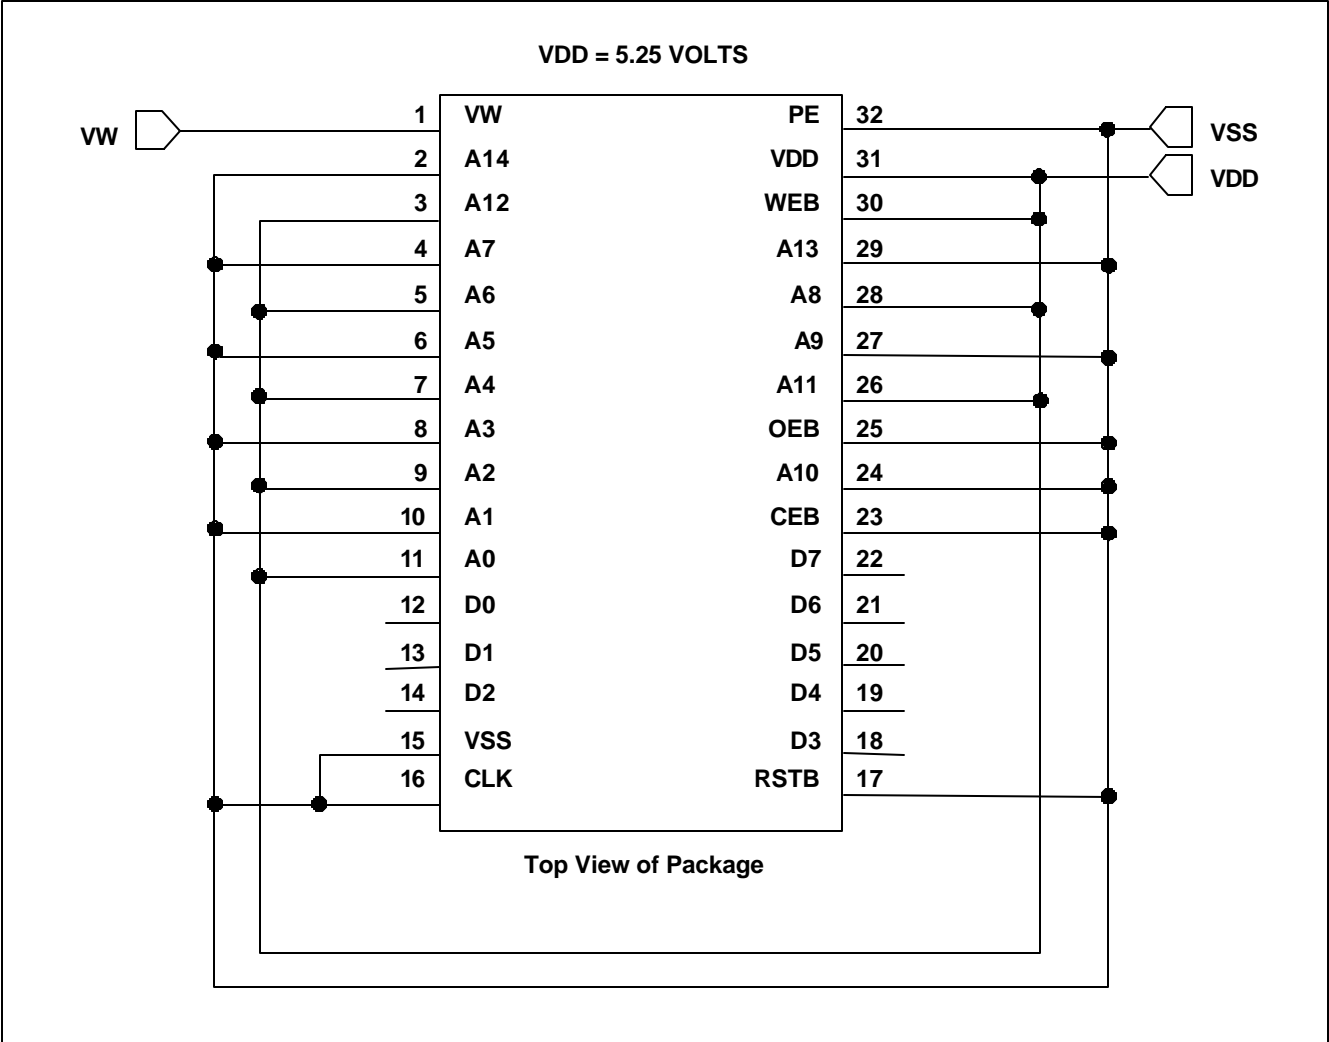 VDD = 5.25 VOLTS
VW
VSS
VDD
1 VW PE 32
2 A14 VDD 31
3 A12 WEB 30
4 A7 A13 29
5 A6 A8 28
6 A5 A9 27
7 A4 A11 26
8 A3 OEB 25
9 A2 A10 24
10 A1 CEB 23
11 A0 D7 22
12 D0 D6 21
13 D1 D5 20
14 D2 D4 19
15 VSS D3 18
16 CLK RSTB 17
Top View of Package